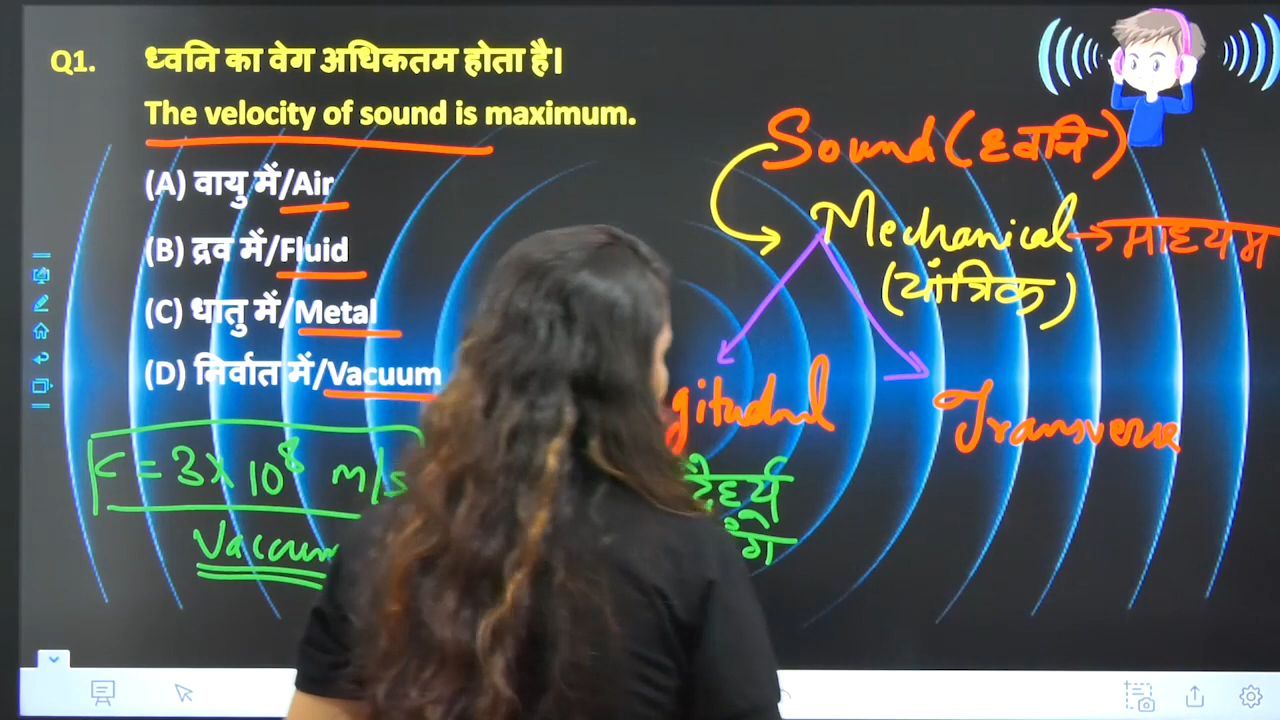 Q1. ध्वनि का वेग अधिकतम होता है।
The velocity of sound is maximum.
(A) वायु में/Air
(B) द्रव में/Fluid
(C) धातु में/Metal
(D) निर्वात में/Vacuum
C = 3 x 10⁸ m/s
Vacuum
Sound (ध्वनि)
Mechanical → माध्यम
(यांत्रिक)
gitudnl
Transverse